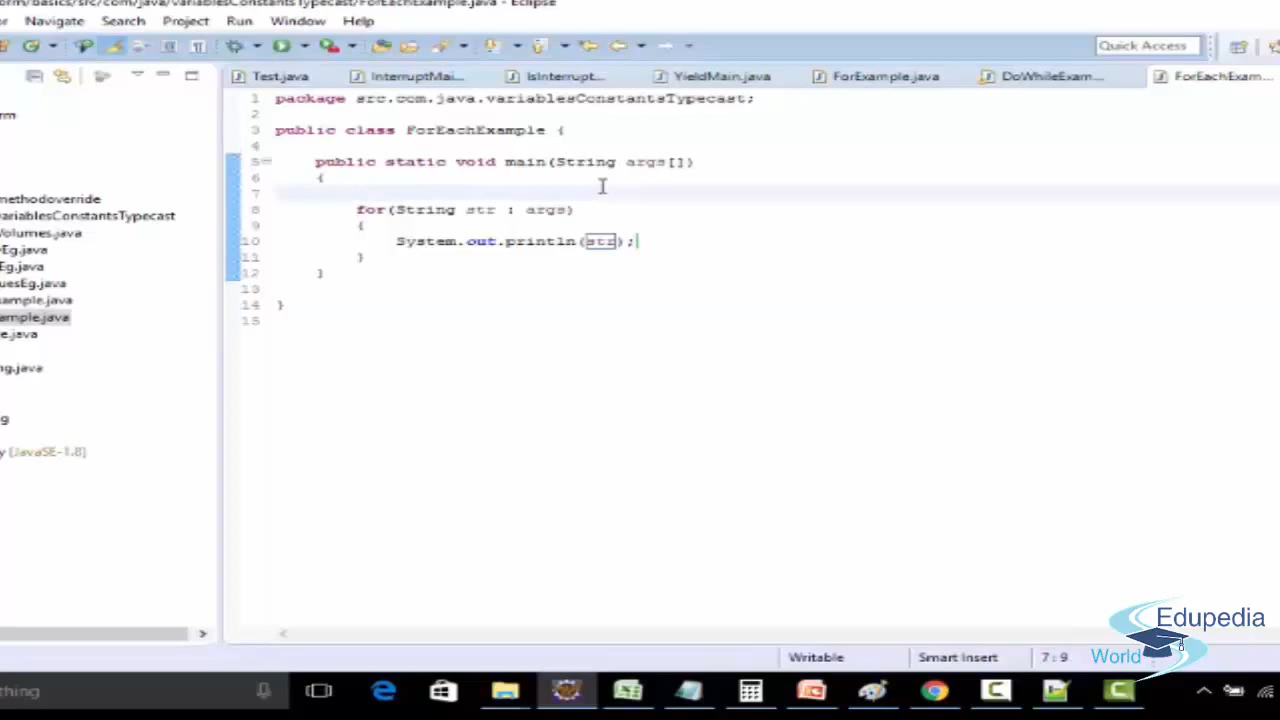 orm/basics/src/com/java/variablesConstantsTypecast/ForEachExample.java - Eclipse
or Navigate Search Project Run Window Help
Quick Access
Test.java InterruptMai... IsInterrupt... YieldMain.java ForExample.java DoWhileExam... ForEachExam...
1 package src.com.java.variablesConstantsTypecast;
2
3 public class ForEachExample {
4
5 public static void main(String args[])
6 {
7
8 for(String str : args)
9 {
10 System.out.println(str);
11 }
12 }
13
14 }
15
rm
methodoverride
variablesConstantsTypecast
Volumes.java
Eg.java
Eg.java
uesEg.java
ample.java
ample.java
e.java
ng.java
g
y [JavaSE-1.8]
Edupedia
World
Writable Smart Insert 7 : 9
thing